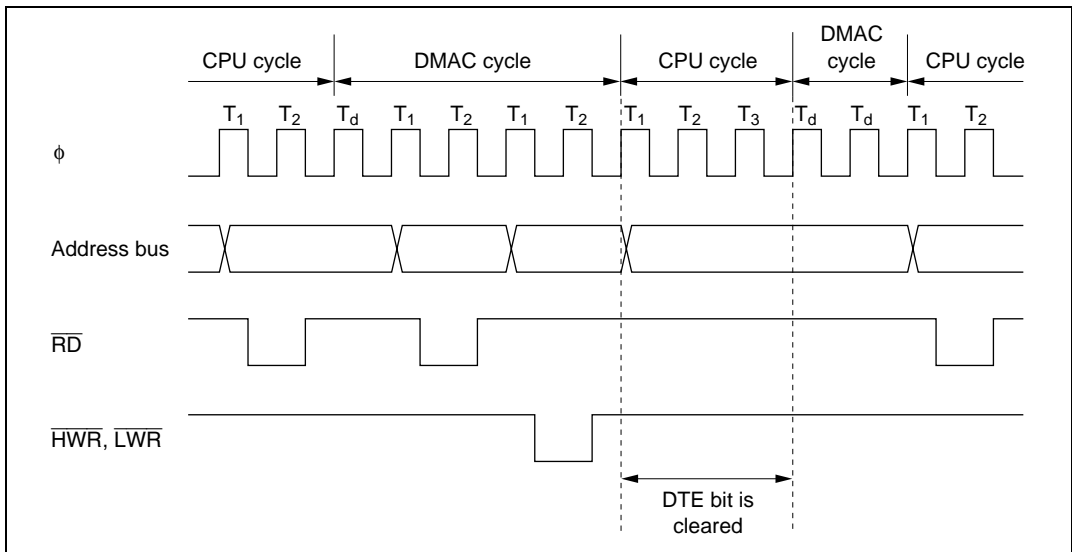 CPU cycle DMAC cycle CPU cycle DMAC cycle CPU cycle
T1 T2 Td T1 T2 T1 T2 T1 T2 T3 Td Td T1 T2
ϕ
Address bus
RD
HWR, LWR
DTE bit is
cleared